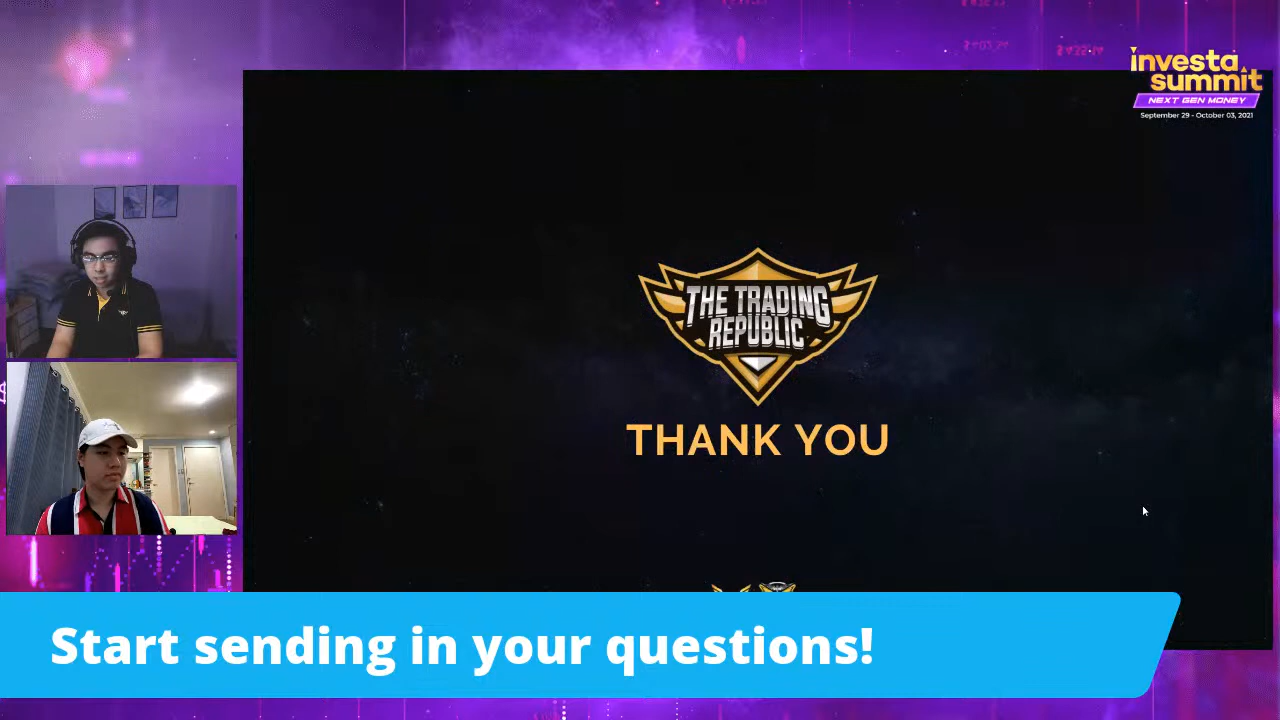 investa
summit
NEXT GEN MONEY
September 29 - October 03, 2021
THE TRADING
REPUBLIC
THANK YOU
Start sending in your questions!